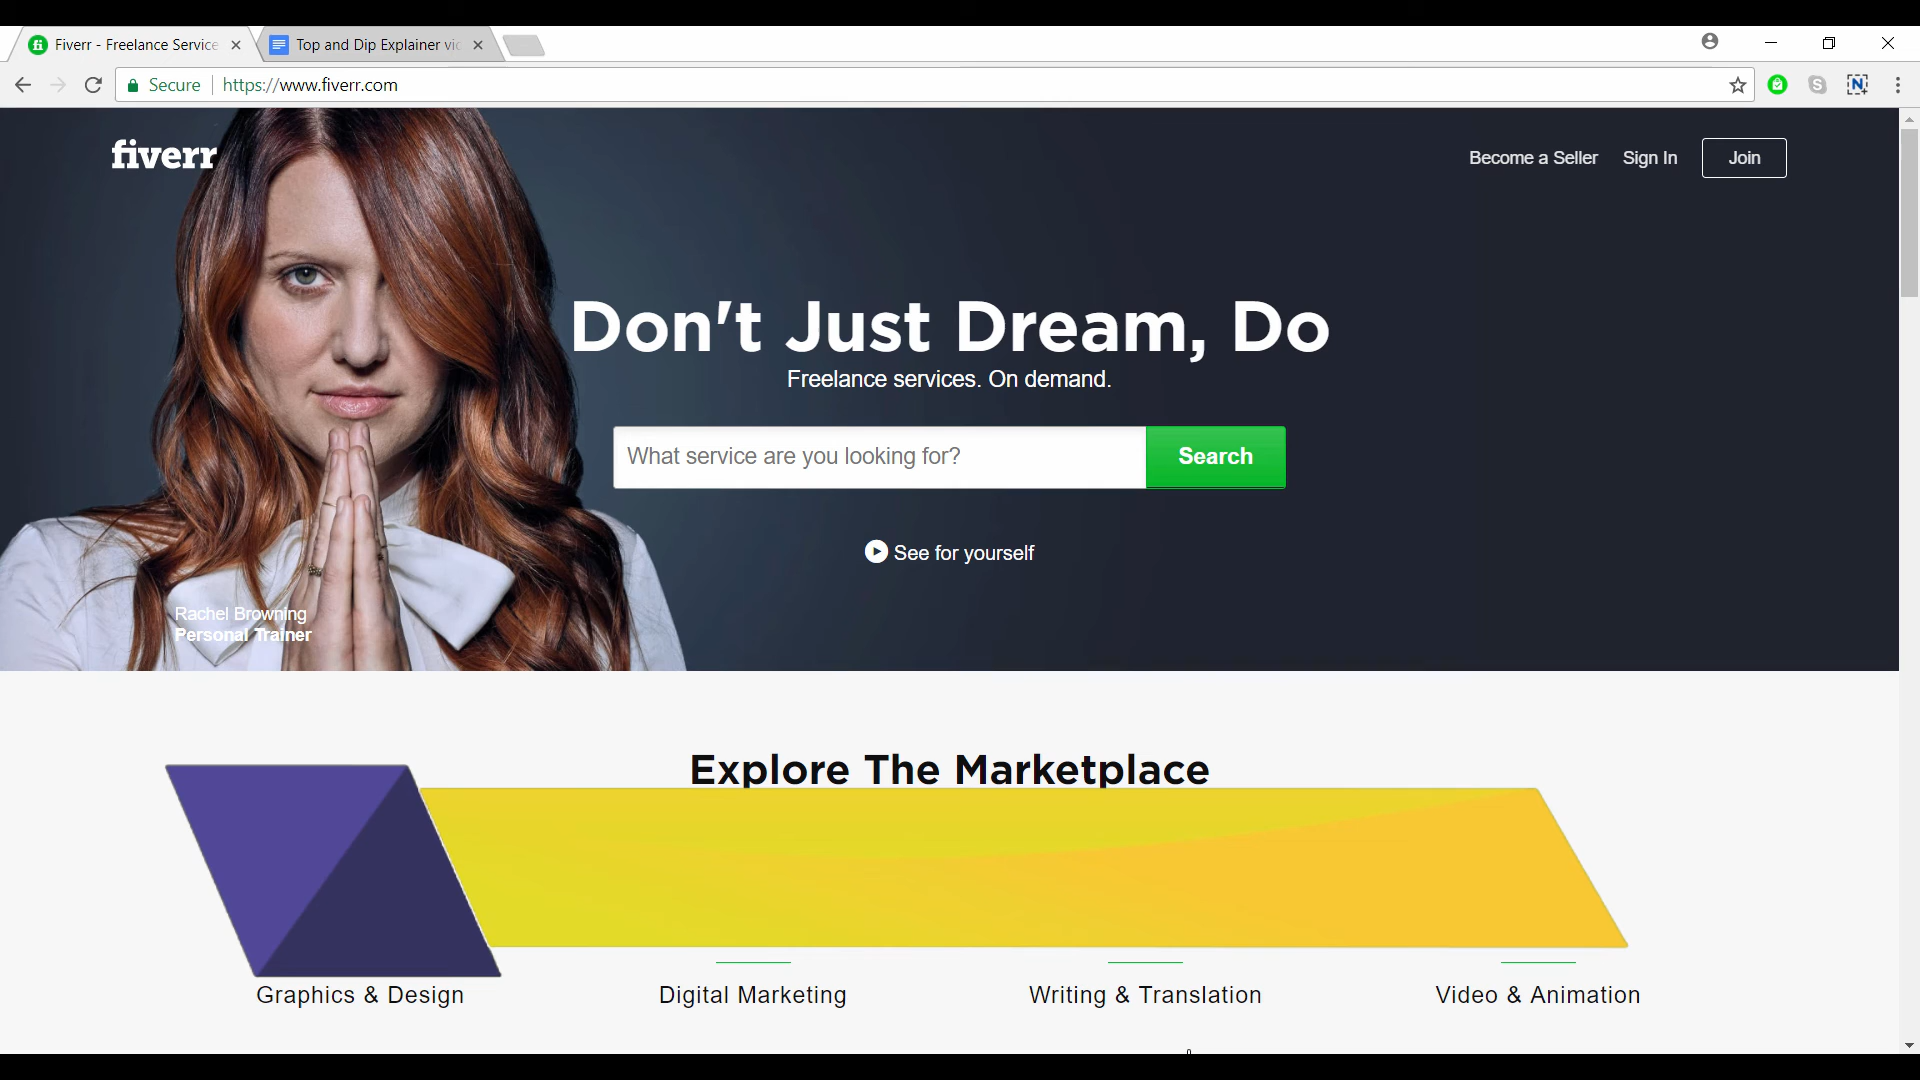 Fiverr - Freelance Service
Top and Dip Explainer vid
Secure
https://www.fiverr.com
fiverr
Become a Seller
Sign In
Join
Don't Just Dream, Do
Freelance services. On demand.
What service are you looking for?
Search
See for yourself
Rachel Browning
Personal Trainer
Explore The Marketplace
Graphics & Design
Digital Marketing
Writing & Translation
Video & Animation